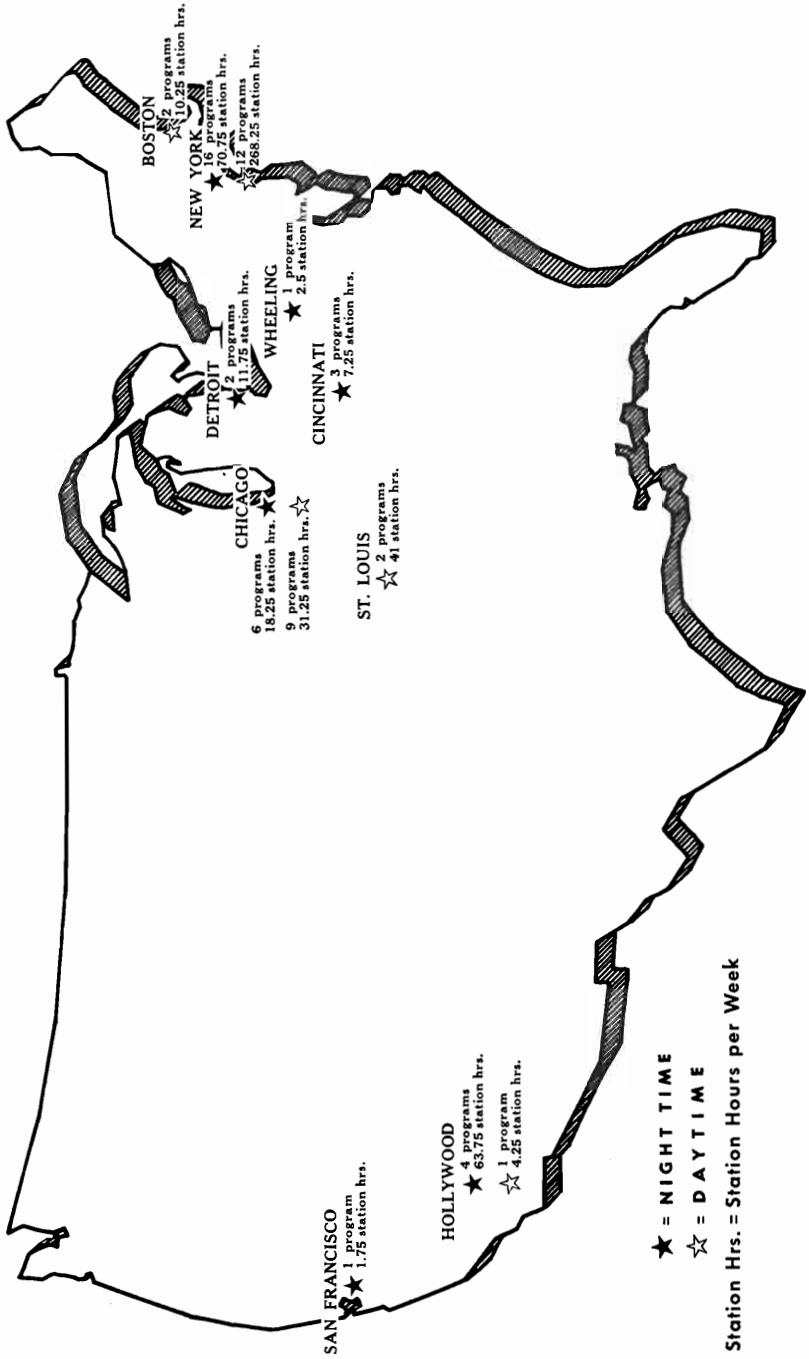 BOSTON
☆ 2 programs
10.25 station hrs.
NEW YORK
★ 16 programs
70.75 station hrs.
☆ 12 programs
268.25 station hrs.
DETROIT
★ 2 programs
11.75 station hrs.
WHEELING
★ 1 program
2.5 station hrs.
CINCINNATI
★ 3 programs
7.25 station hrs.
CHICAGO
6 programs
18.25 station hrs. ★
9 programs
31.25 station hrs. ☆
ST. LOUIS
☆ 2 programs
41 station hrs.
HOLLYWOOD
★ 4 programs
63.75 station hrs.
☆ 1 program
4.25 station hrs.
SAN FRANCISCO
★ 1 program
1.75 station hrs.
★ = NIGHT TIME
☆ = DAYTIME
Station Hrs. = Station Hours per Week